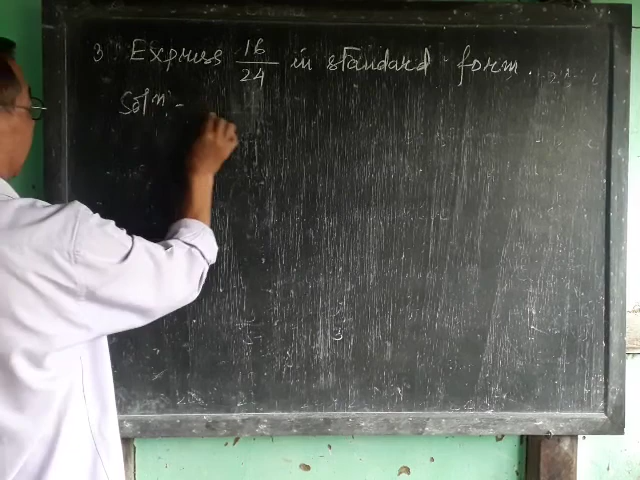 3 Express 16/24 in standard form.
Solⁿ:-